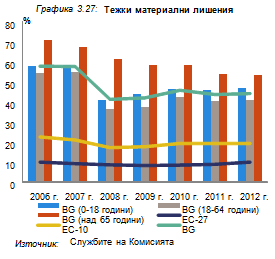 Графика 3.27: Тежки материални лишения
%
80
70
60
50
40
30
20
10
0
2006 г. 2007 г. 2008 г. 2009 г. 2010 г. 2011 г. 2012 г.
BG (0-18 години) BG (18-64 години)
BG (над 65 години) ЕС-27
ЕС-10 BG
Източник: Службите на Комисията